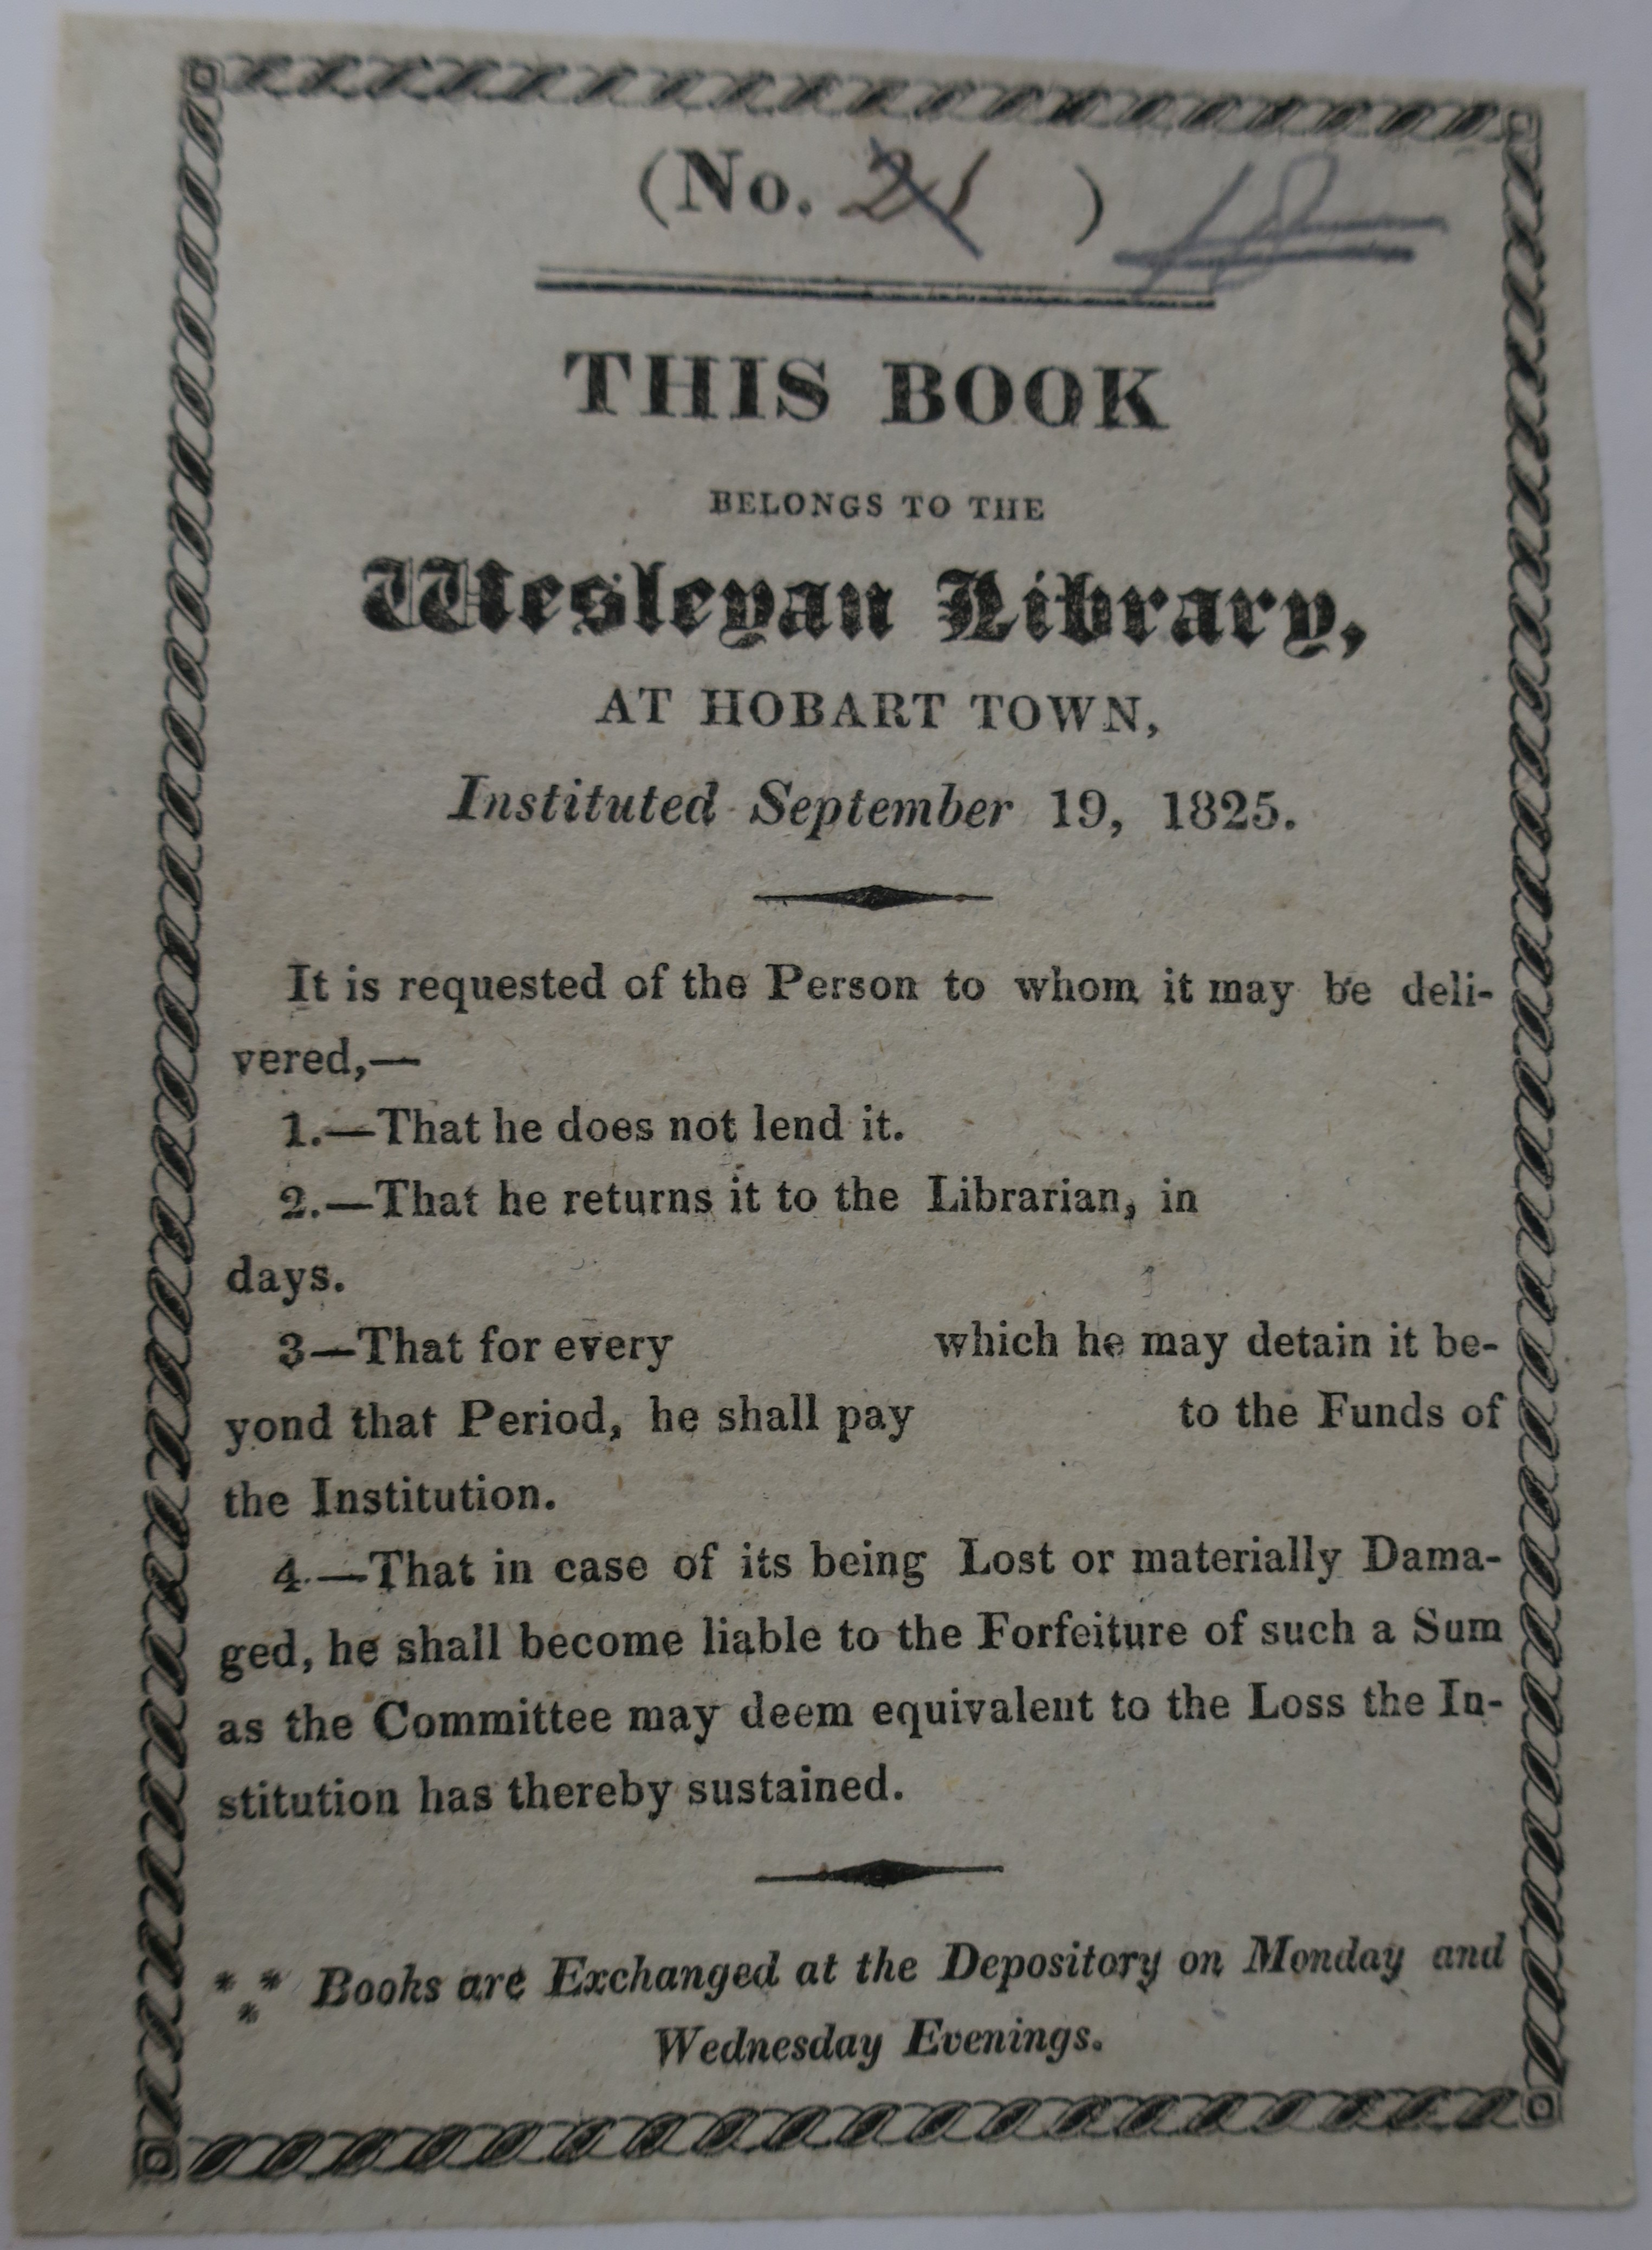 (No. 21 ) 18
THIS BOOK
BELONGS TO THE
Wesleyan Library,
AT HOBART TOWN,
Instituted September 19, 1825.
It is requested of the Person to whom it may be deli-
vered,—
1.—That he does not lend it.
2.—That he returns it to the Librarian, in
days.
3—That for every which he may detain it be-
yond that Period, he shall pay to the Funds of
the Institution.
4.—That in case of its being Lost or materially Dama-
ged, he shall become liable to the Forfeiture of such a Sum
as the Committee may deem equivalent to the Loss the In-
stitution has thereby sustained.
*** Books are Exchanged at the Depository on Monday and
Wednesday Evenings.